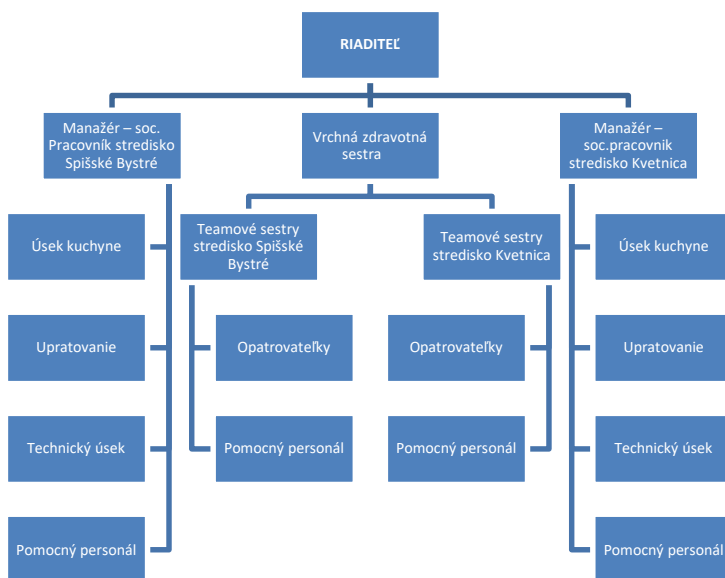 RIADITEĽ
Manažér – soc.
Pracovník stredisko
Spišské Bystré
Vrchná zdravotná
sestra
Manažér –
soc.pracovnik
stredisko Kvetnica
Teamové sestry
stredisko Spišské
Bystré
Teamové sestry
stredisko Kvetnica
Úsek kuchyne
Úsek kuchyne
Upratovanie
Opatrovateľky
Opatrovateľky
Upratovanie
Technický úsek
Pomocný personál
Pomocný personál
Technický úsek
Pomocný personál
Pomocný personál